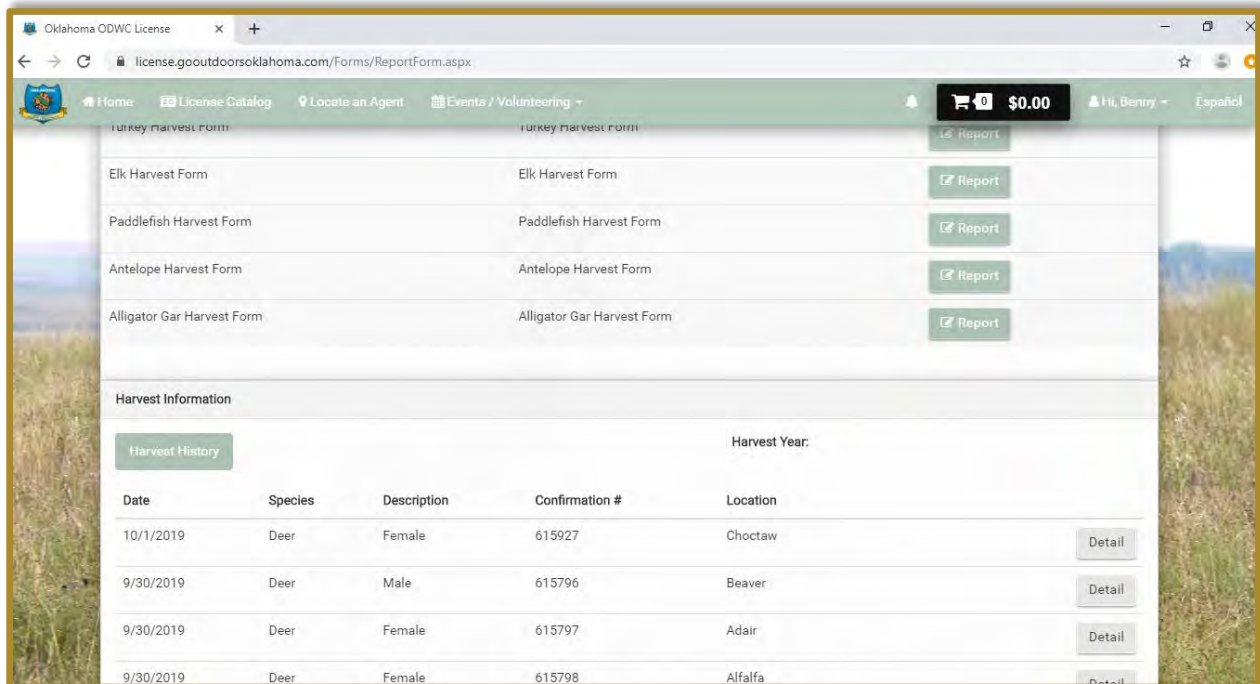 Oklahoma ODWC License
license.gooutdoorsoklahoma.com/Forms/ReportForm.aspx
Home License Catalog Locate an Agent Events / Volunteering 0 $0.00 Hi, Benny Español
Turkey Harvest Form Turkey Harvest Form Report
Elk Harvest Form Elk Harvest Form Report
Paddlefish Harvest Form Paddlefish Harvest Form Report
Antelope Harvest Form Antelope Harvest Form Report
Alligator Gar Harvest Form Alligator Gar Harvest Form Report
Harvest Information
Harvest History Harvest Year:
Date Species Description Confirmation # Location
10/1/2019 Deer Female 615927 Choctaw Detail
9/30/2019 Deer Male 615796 Beaver Detail
9/30/2019 Deer Female 615797 Adair Detail
9/30/2019 Deer Female 615798 Alfalfa Detail